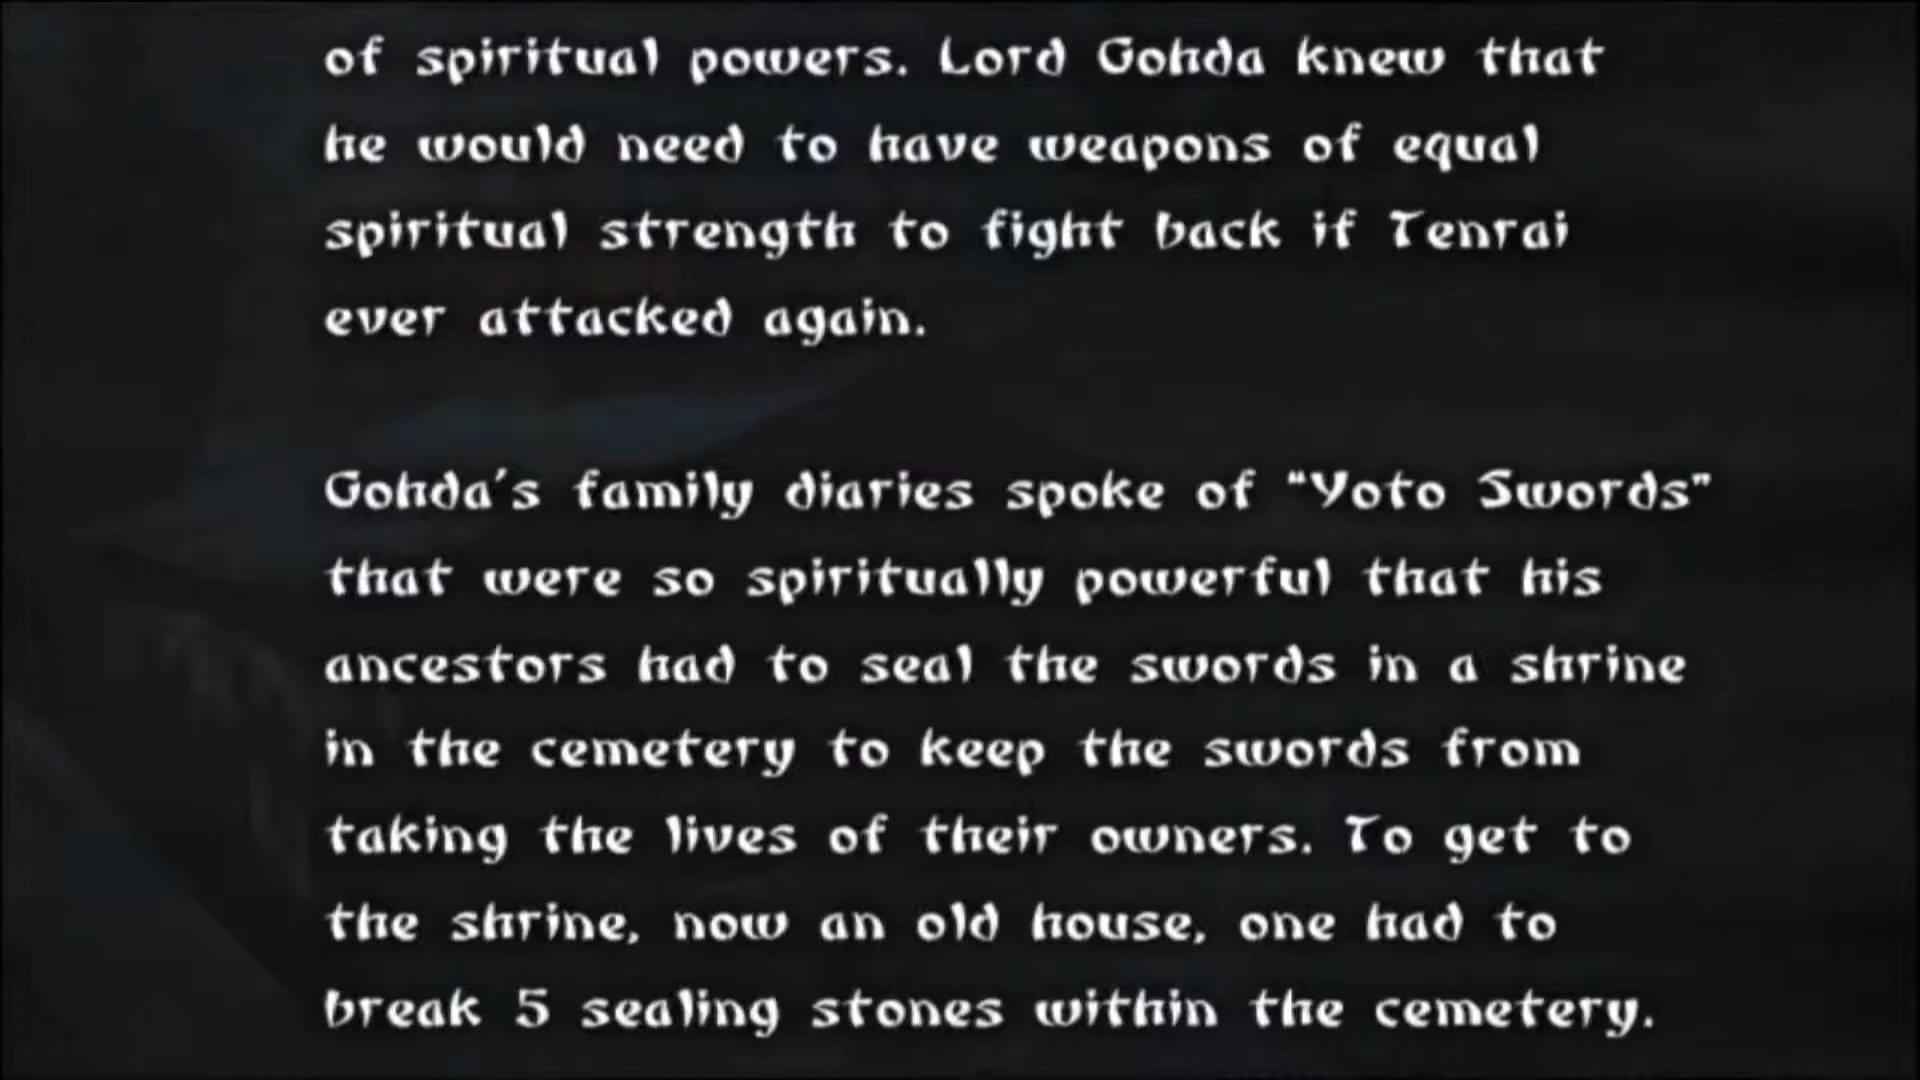 of spiritual powers. Lord Gohda knew that
he would need to have weapons of equal
spiritual strength to fight back if Tenrai
ever attacked again.
Gohda's family diaries spoke of “Yoto Swords”
that were so spiritually powerful that his
ancestors had to seal the swords in a shrine
in the cemetery to keep the swords from
taking the lives of their owners. To get to
the shrine, now an old house, one had to
break 5 sealing stones within the cemetery.